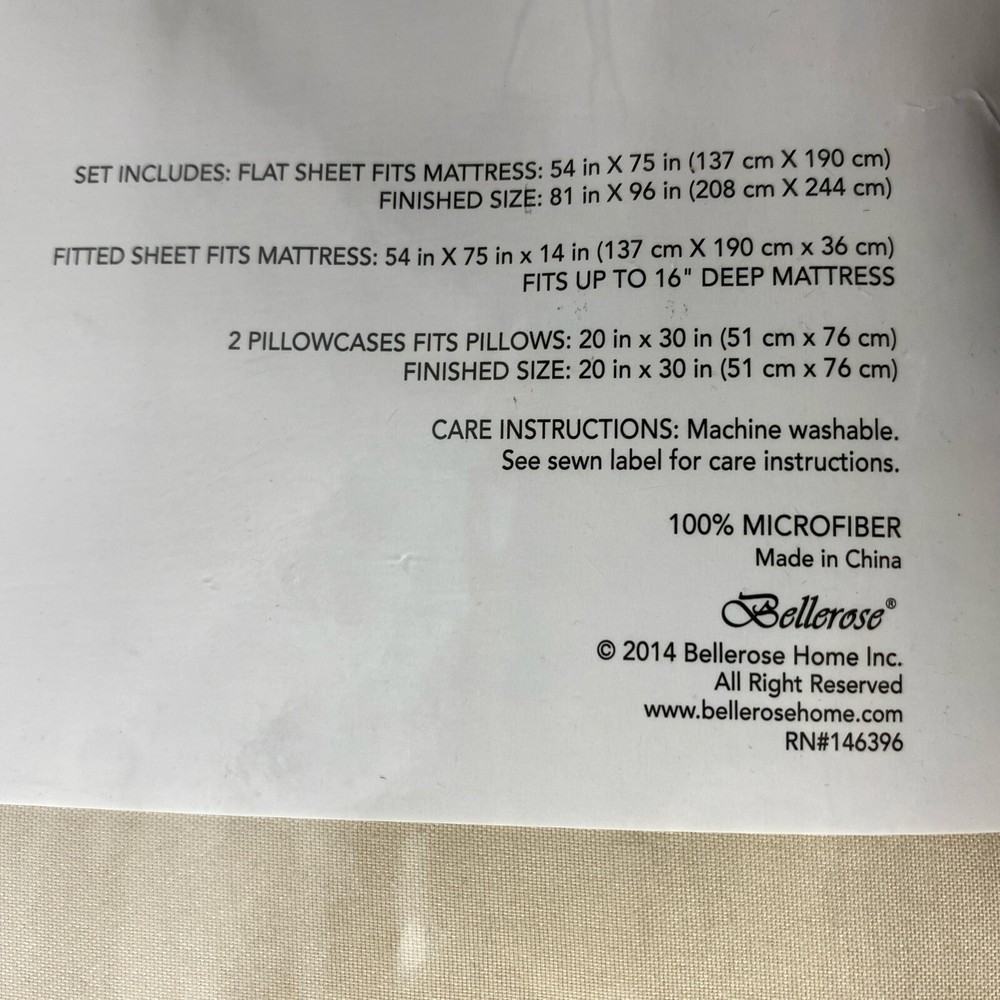 SET INCLUDES: FLAT SHEET FITS MATTRESS: 54 in X 75 in (137 cm X 190 cm)
FINISHED SIZE: 81 in X 96 in (208 cm X 244 cm)
FITTED SHEET FITS MATTRESS: 54 in X 75 in x 14 in (137 cm X 190 cm x 36 cm)
FITS UP TO 16" DEEP MATTRESS
2 PILLOWCASES FITS PILLOWS: 20 in x 30 in (51 cm x 76 cm)
FINISHED SIZE: 20 in x 30 in (51 cm x 76 cm)
CARE INSTRUCTIONS: Machine washable.
See sewn label for care instructions.
100% MICROFIBER
Made in China
Bellerose®
© 2014 Bellerose Home Inc.
All Right Reserved
www.bellerosehome.com
RN#146396